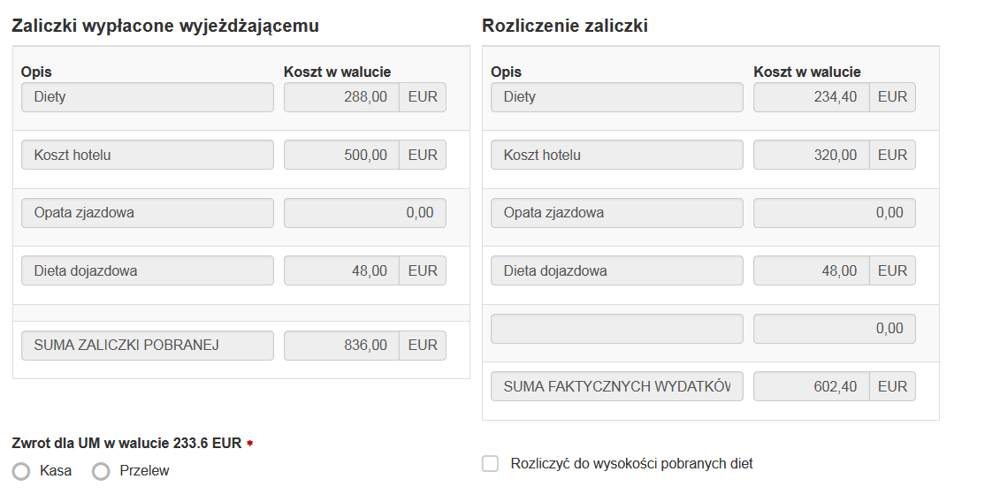 Zaliczki wypłacone wyjeżdżającemu
Opis Koszt w walucie
Diety 288,00 EUR
Koszt hotelu 500,00 EUR
Opata zjazdowa 0,00
Dieta dojazdowa 48,00 EUR
SUMA ZALICZKI POBRANEJ 836,00 EUR
Zwrot dla UM w walucie 233.6 EUR *
Kasa Przelew
Rozliczenie zaliczki
Opis Koszt w walucie
Diety 234,40 EUR
Koszt hotelu 320,00 EUR
Opata zjazdowa 0,00
Dieta dojazdowa 48,00 EUR
0,00
SUMA FAKTYCZNYCH WYDATKÓW 602,40 EUR
Rozliczyć do wysokości pobranych diet